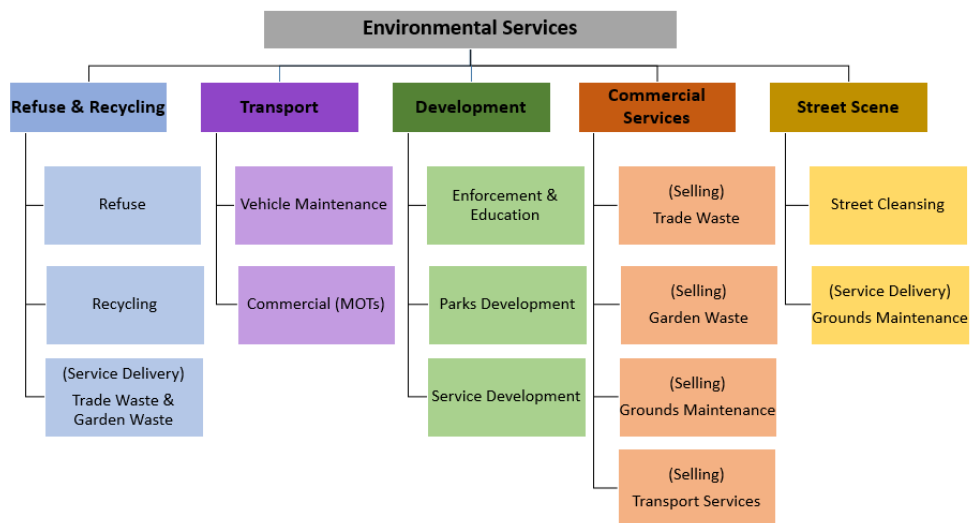 Environmental Services
Refuse & Recycling
Transport
Development
Commercial
Services
Street Scene
Refuse
Vehicle Maintenance
Enforcement &
Education
(Selling)
Trade Waste
Street Cleansing
Recycling
Commercial (MOTs)
Parks Development
(Selling)
Garden Waste
(Service Delivery)
Grounds Maintenance
(Service Delivery)
Trade Waste &
Garden Waste
Service Development
(Selling)
Grounds Maintenance
(Selling)
Transport Services